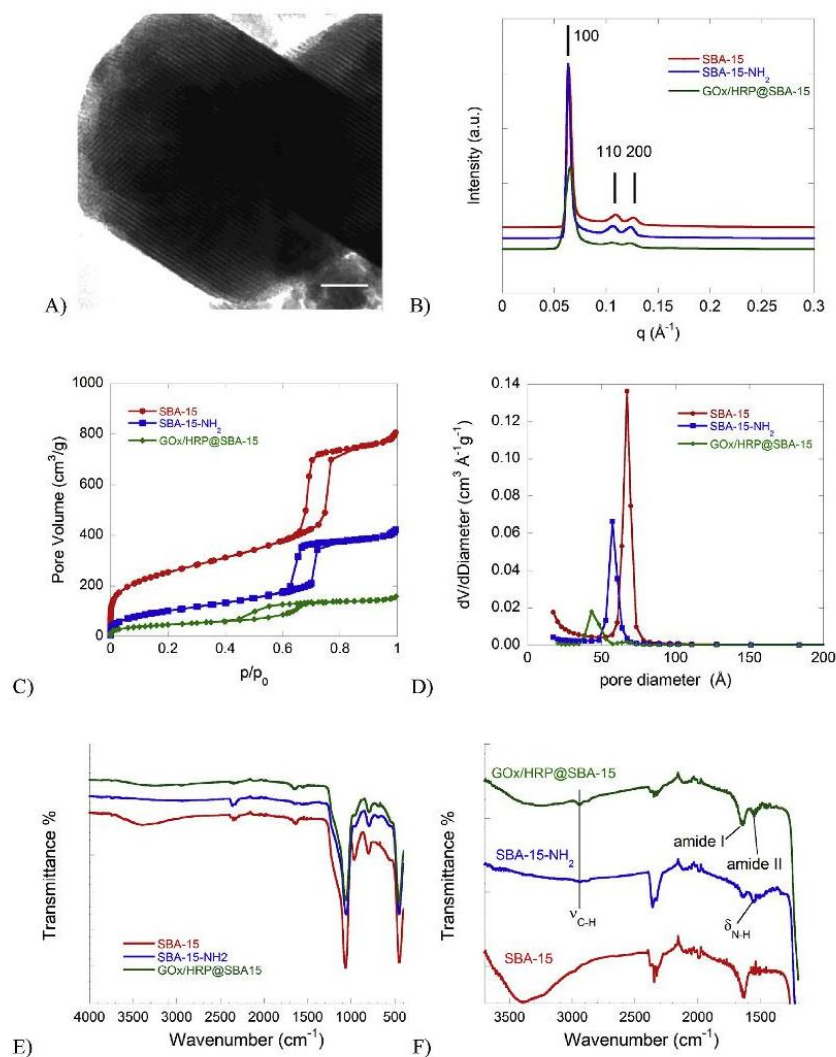 A)
100
SBA-15
SBA-15-NH2
GOx/HRP@SBA-15
110 200
Intensity (a.u.)
0 0.05 0.1 0.15 0.2 0.25 0.3
q (Å-1)
B)
1000
800
600
400
200
0
Pore Volume (cm3/g)
SBA-15
SBA-15-NH2
GOx/HRP@SBA-15
0 0.2 0.4 0.6 0.8 1
p/p0
C)
0.14
0.12
0.10
0.08
0.06
0.04
0.02
0.00
dV/dDiameter (cm3 Å-1g-1)
SBA-15
SBA-15-NH2
GOx/HRP@SBA-15
0 50 100 150 200
pore diameter (Å)
D)
Transmittance %
SBA-15
SBA-15-NH2
GOx/HRP@SBA15
4000 3500 3000 2500 2000 1500 1000 500
Wavenumber (cm-1)
E)
Transmittance %
GOx/HRP@SBA-15
amide I
amide II
SBA-15-NH2
νC-H
δN-H
SBA-15
3500 3000 2500 2000 1500
Wavenumber (cm-1)
F)